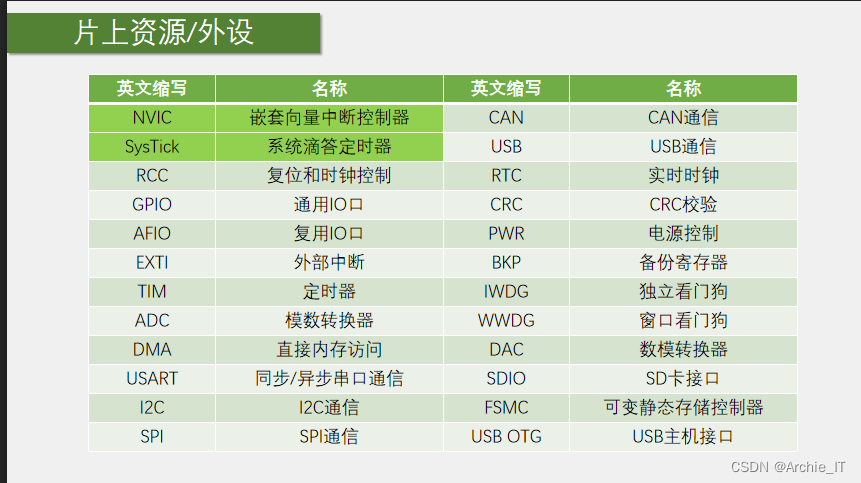 片上资源/外设
英文缩写 名称 英文缩写 名称
NVIC 嵌套向量中断控制器 CAN CAN通信
SysTick 系统滴答定时器 USB USB通信
RCC 复位和时钟控制 RTC 实时时钟
GPIO 通用IO口 CRC CRC校验
AFIO 复用IO口 PWR 电源控制
EXTI 外部中断 BKP 备份寄存器
TIM 定时器 IWDG 独立看门狗
ADC 模数转换器 WWDG 窗口看门狗
DMA 直接内存访问 DAC 数模转换器
USART 同步/异步串口通信 SDIO SD卡接口
I2C I2C通信 FSMC 可变静态存储控制器
SPI SPI通信 USB OTG USB主机接口
CSDN @Archie_IT